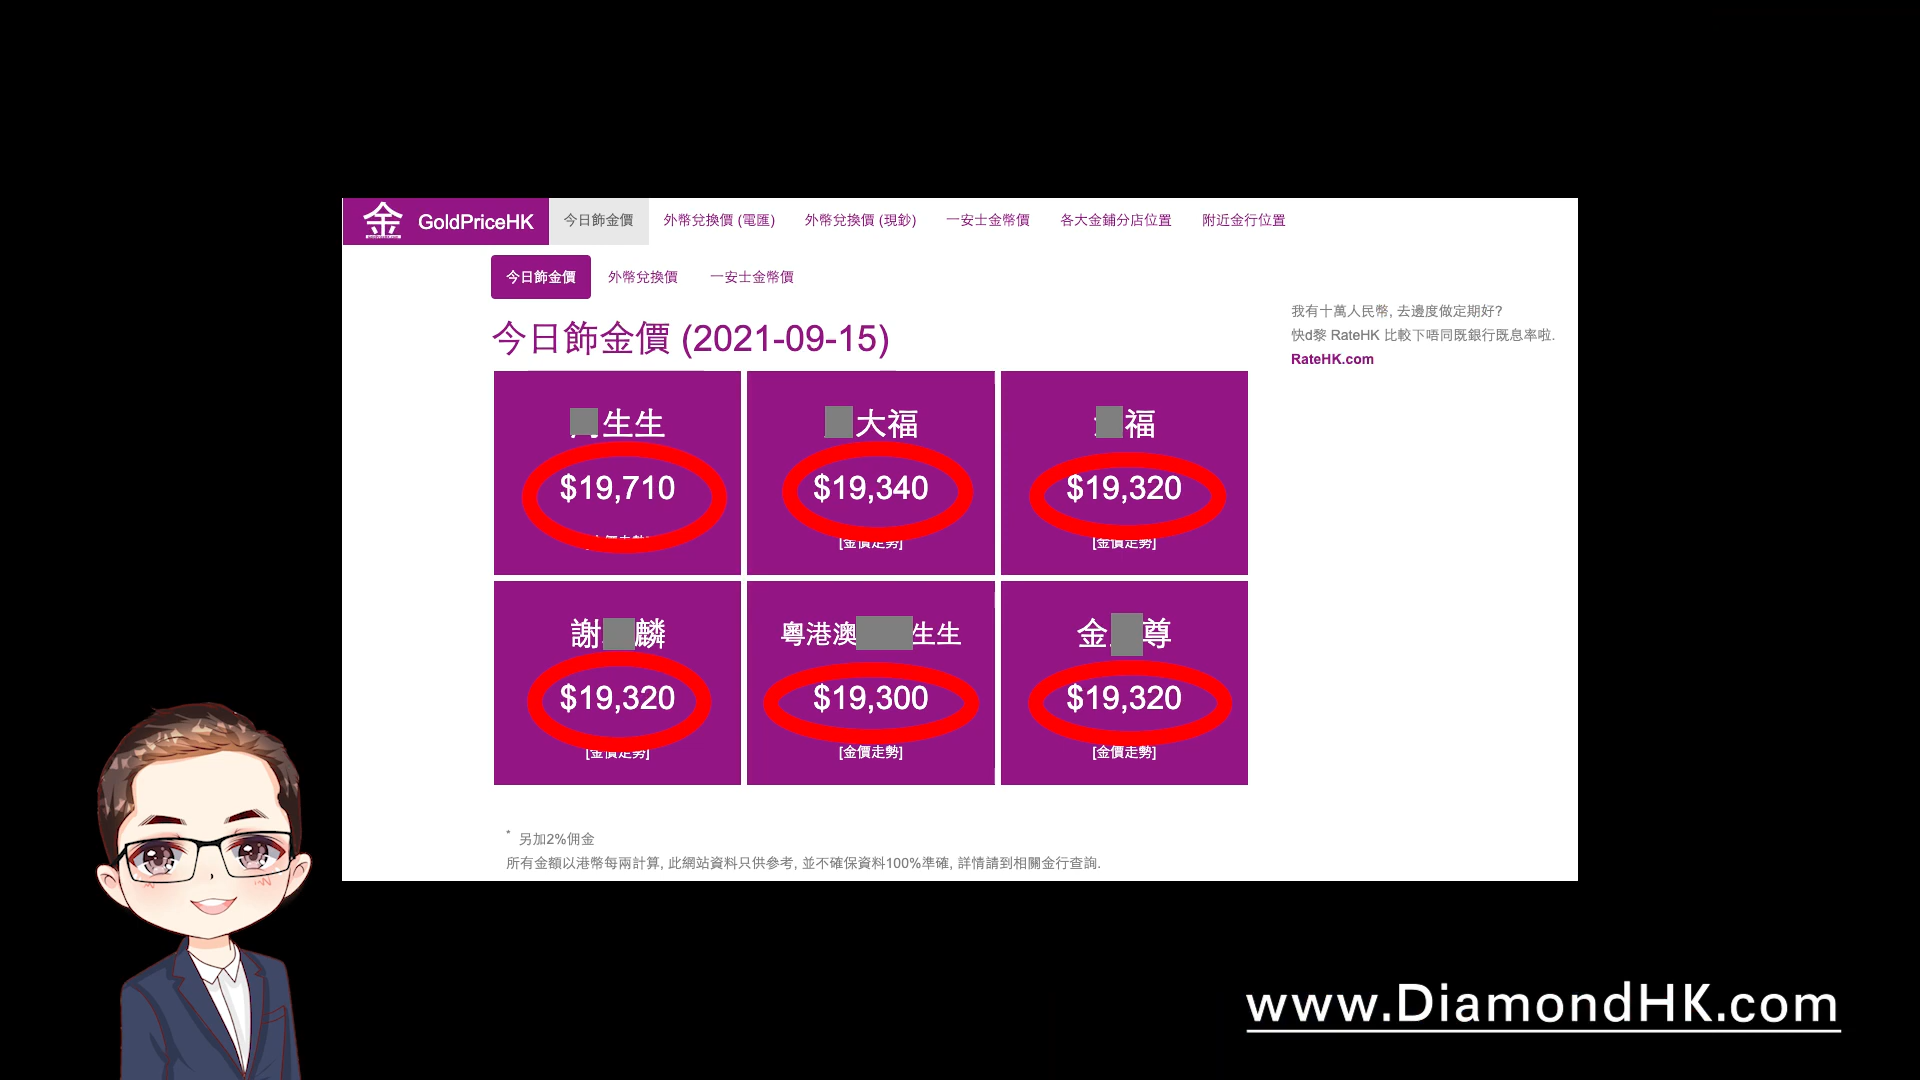 金 GoldPriceHK 今日飾金價 外幣兌換價 (電匯) 外幣兌換價 (現鈔) 一安士金幣價 各大金鋪分店位置 附近金行位置
今日飾金價 外幣兌換價 一安士金幣價
我有十萬人民幣, 去邊度做定期好?
快d黎 RateHK 比較下唔同既銀行既息率啦.
RateHK.com
今日飾金價 (2021-09-15)
生生
$19,710
大福
$19,340
[金價走勢]
福
$19,320
[金價走勢]
謝 麟
$19,320
[金價走勢]
粵港澳 生生
$19,300
[金價走勢]
金 尊
$19,320
[金價走勢]
* 另加2%佣金
所有金額以港幣每兩計算, 此網站資料只供參考, 並不確保資料100%準確, 詳情請到相關金行查詢.
www.DiamondHK.com